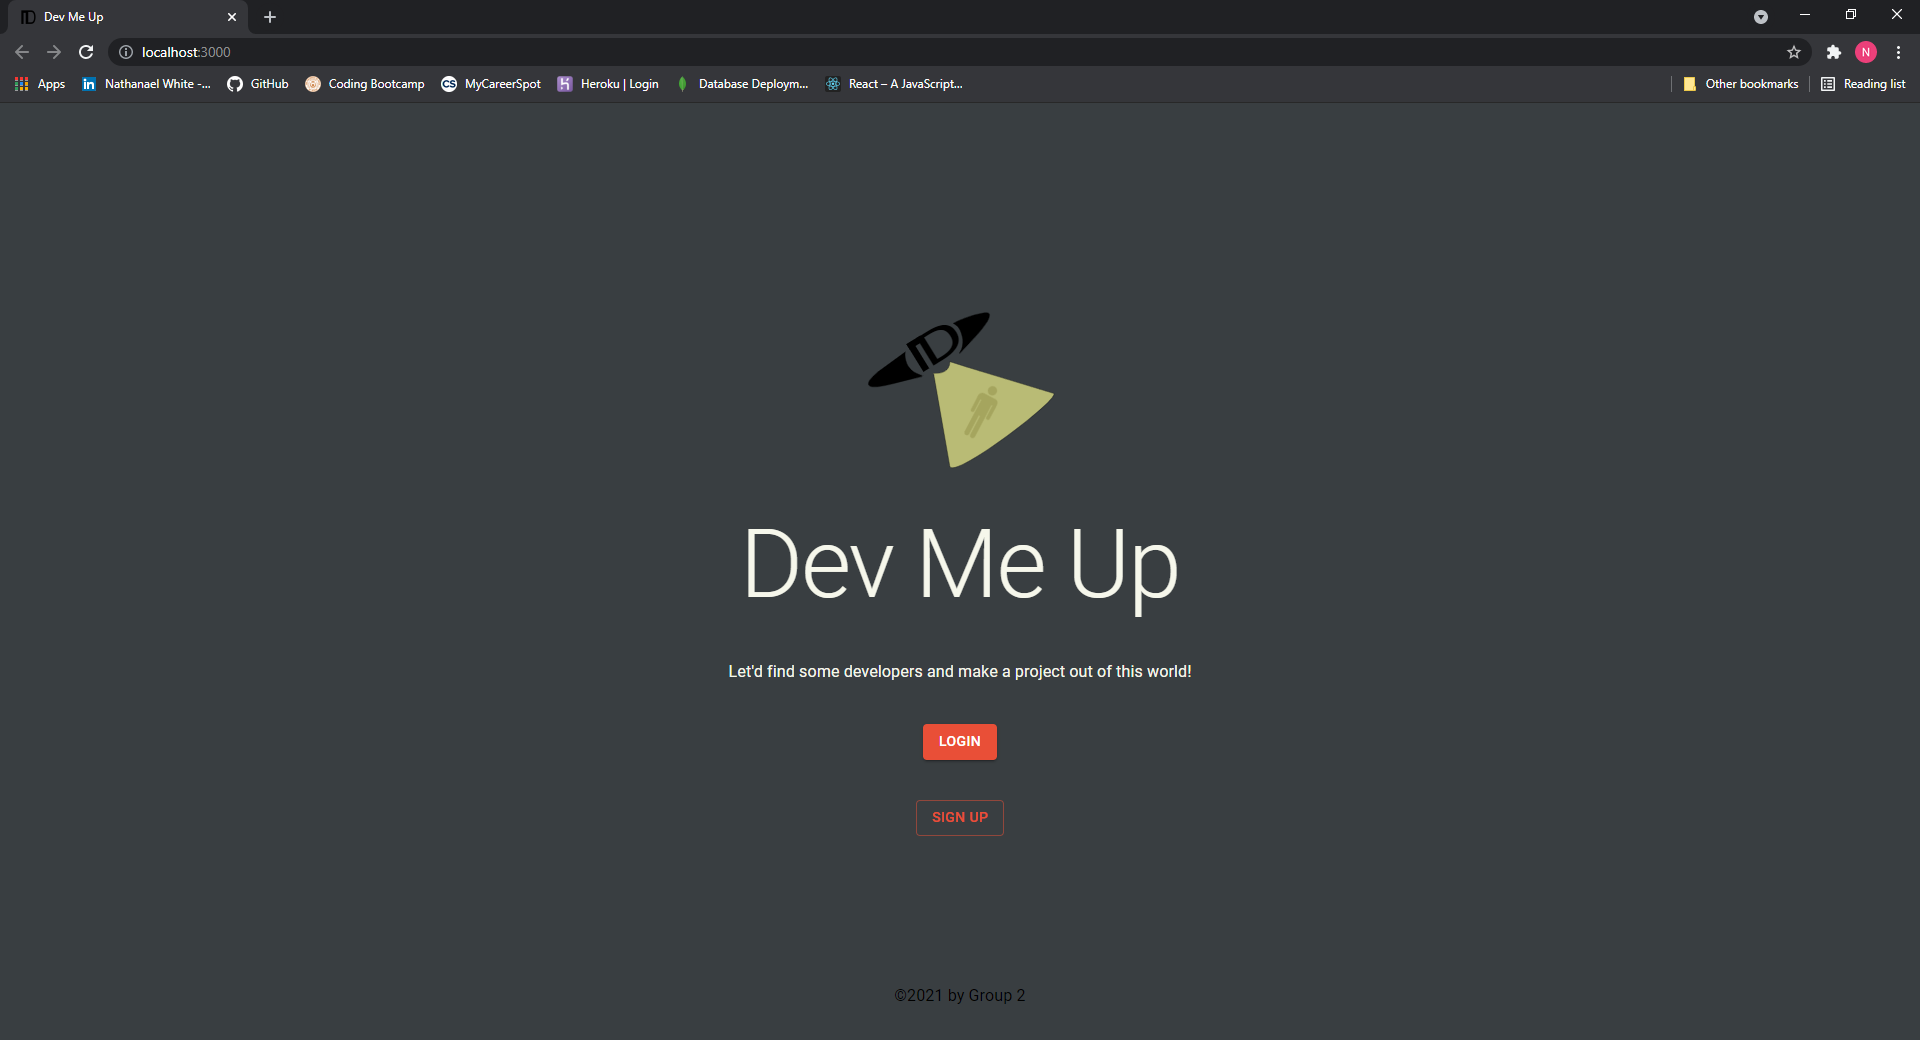 Dev Me Up
localhost:3000
Apps Nathanael White -... GitHub Coding Bootcamp MyCareerSpot Heroku | Login Database Deploym... React – A JavaScript... Other bookmarks Reading list
N
D
Dev Me Up
Let'd find some developers and make a project out of this world!
LOGIN
SIGN UP
©2021 by Group 2